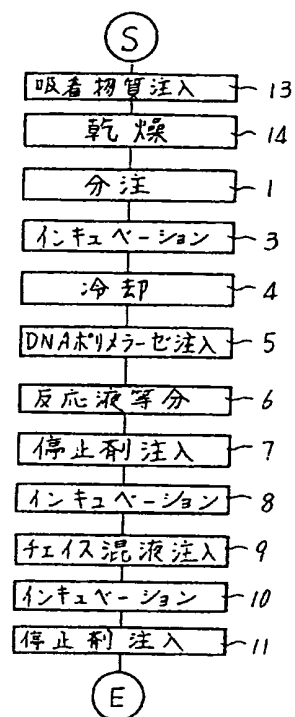 S
吸着物質注入 13
乾燥 14
分注 1
インキュベーション 3
冷却 4
DNAポリメラーゼ注入 5
反応液等分 6
停止剤注入 7
インキュベーション 8
チェイス混液注入 9
インキュベーション 10
停止剤注入 11
E